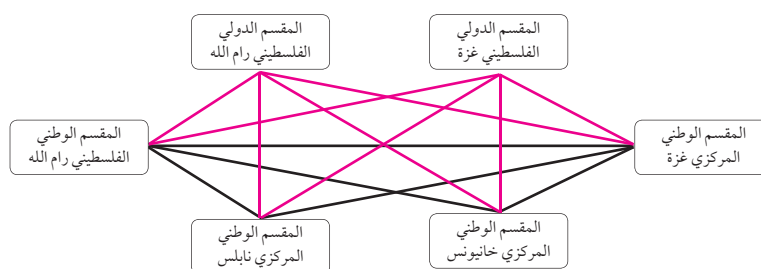 المقسم الدولي
الفلسطيني غزة
المقسم الدولي
الفلسطيني رام الله
المقسم الوطني
المركزي غزة
المقسم الوطني
الفلسطيني رام الله
المقسم الوطني
المركزي خانيونس
المقسم الوطني
المركزي نابلس